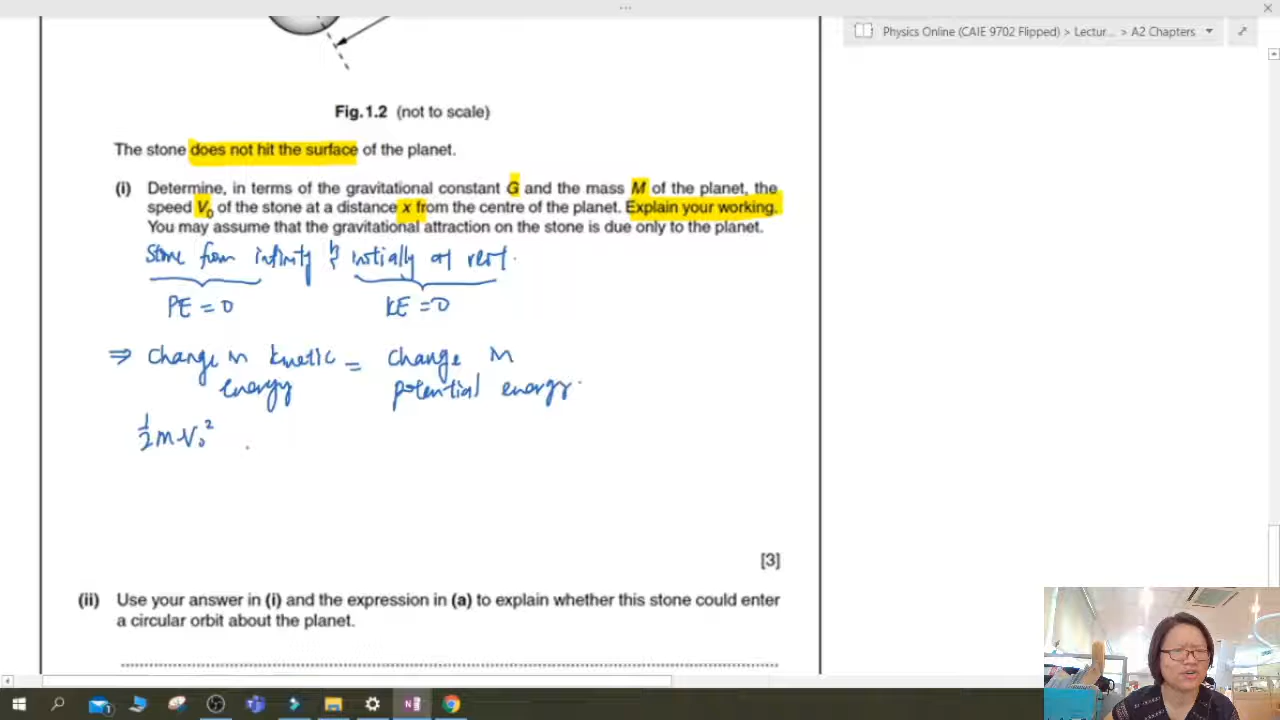 Physics Online (CAIE 9702 Flipped) > Lectur... > A2 Chapters
Fig.1.2 (not to scale)
The stone does not hit the surface of the planet.
(i) Determine, in terms of the gravitational constant G and the mass M of the planet, the
speed V₀ of the stone at a distance x from the centre of the planet. Explain your working.
You may assume that the gravitational attraction on the stone is due only to the planet.
Stone from infinity & initially at rest.
PE = 0 KE = 0
⇒ Change in kinetic = change in
energy potential energy.
½ m V₀²
[3]
(ii) Use your answer in (i) and the expression in (a) to explain whether this stone could enter
a circular orbit about the planet.